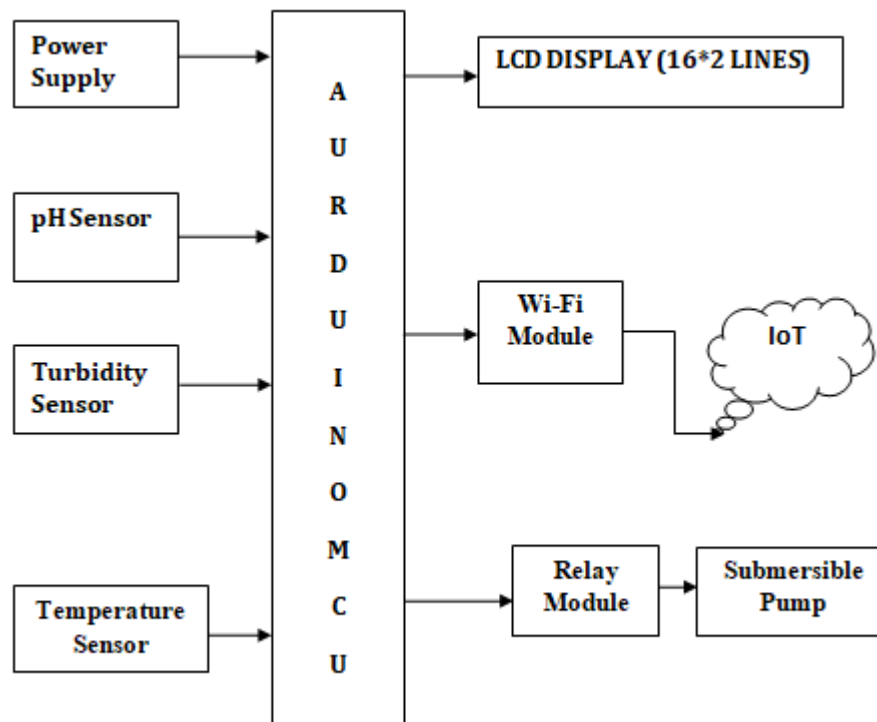 Power
Supply
pH Sensor
Turbidity
Sensor
Temperature
Sensor
A
U
R
D
U
I
N
O
M
C
U
LCD DISPLAY (16*2 LINES)
Wi-Fi
Module
IoT
Relay
Module
Submersible
Pump